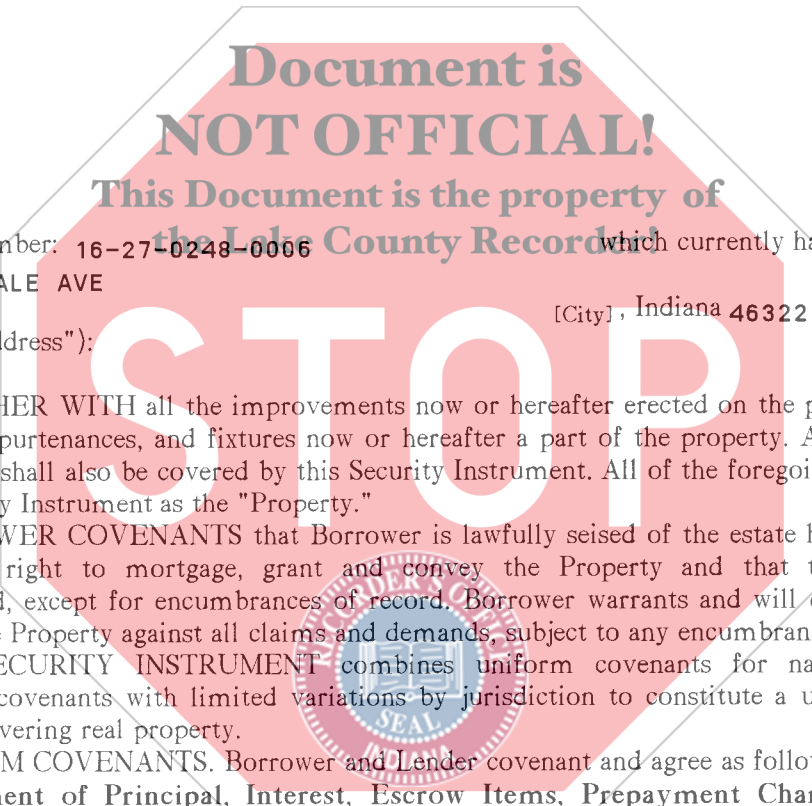 Document is
NOT OFFICIAL!
This Document is the property of
the Lake County Recorder!
mber: 16-27-0248-0006 which currently ha
ALE AVE
[City], Indiana 46322
ddress"):
STOP
HER WITH all the improvements now or hereafter erected on the p
purtenances, and fixtures now or hereafter a part of the property. A
shall also be covered by this Security Instrument. All of the foregoi
y Instrument as the "Property."
WER COVENANTS that Borrower is lawfully seised of the estate h
right to mortgage, grant and convey the Property and that t
d, except for encumbrances of record. Borrower warrants and will
e Property against all claims and demands, subject to any encumbran
ECURITY INSTRUMENT combines uniform covenants for na
covenants with limited variations by jurisdiction to constitute a u
vering real property.
M COVENANTS. Borrower and Lender covenant and agree as follow
ment of Principal, Interest, Escrow Items, Prepayment Char
RECORDER'S OFFICE
SEAL
INDIANA